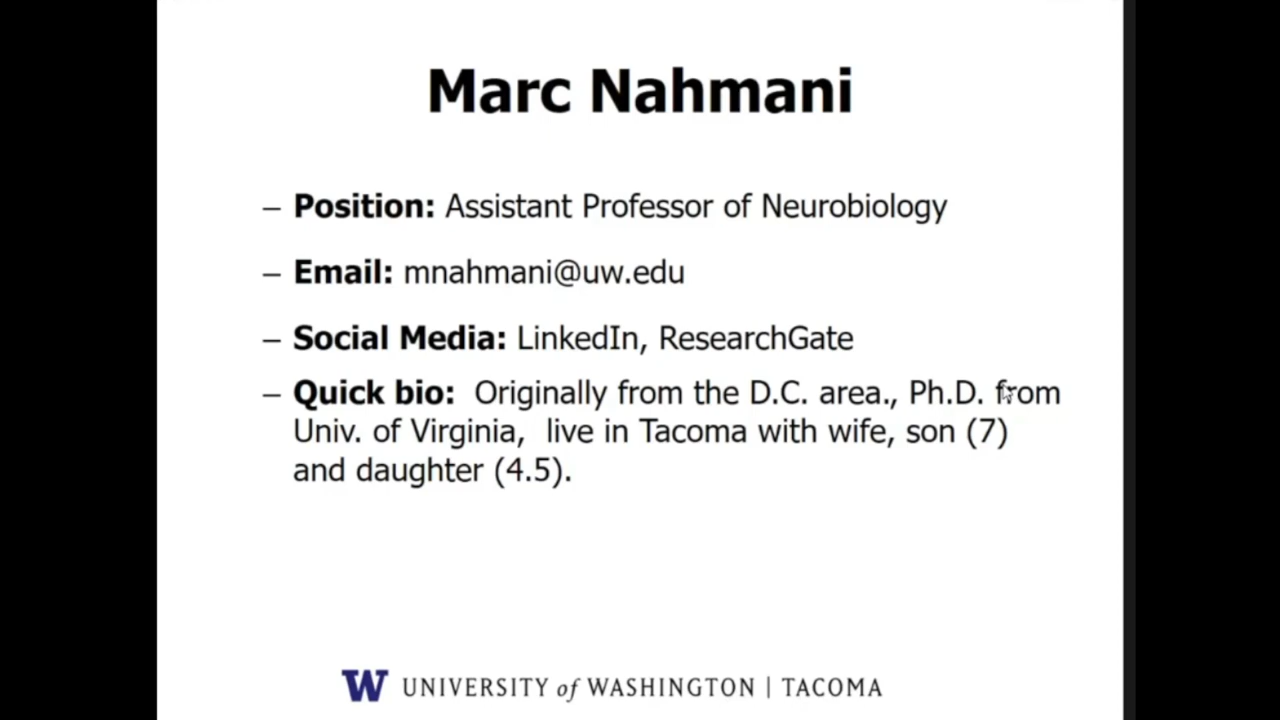 Marc Nahmani
– Position: Assistant Professor of Neurobiology
– Email: mnahmani@uw.edu
– Social Media: LinkedIn, ResearchGate
– Quick bio:  Originally from the D.C. area., Ph.D. from
Univ. of Virginia,  live in Tacoma with wife, son (7)
and daughter (4.5).
W UNIVERSITY of WASHINGTON | TACOMA